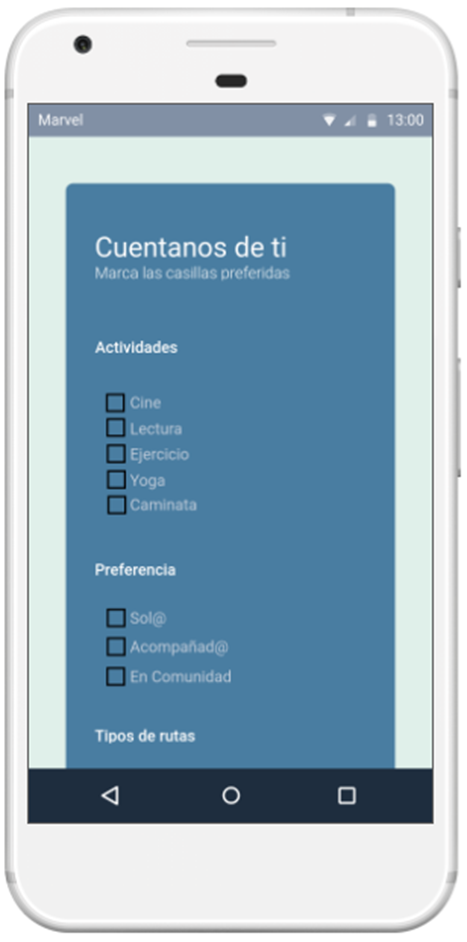 Marvel 13:00
Cuentanos de ti
Marca las casillas preferidas
Actividades
Cine
Lectura
Ejercicio
Yoga
Caminata
Preferencia
Sol@
Acompañad@
En Comunidad
Tipos de rutas